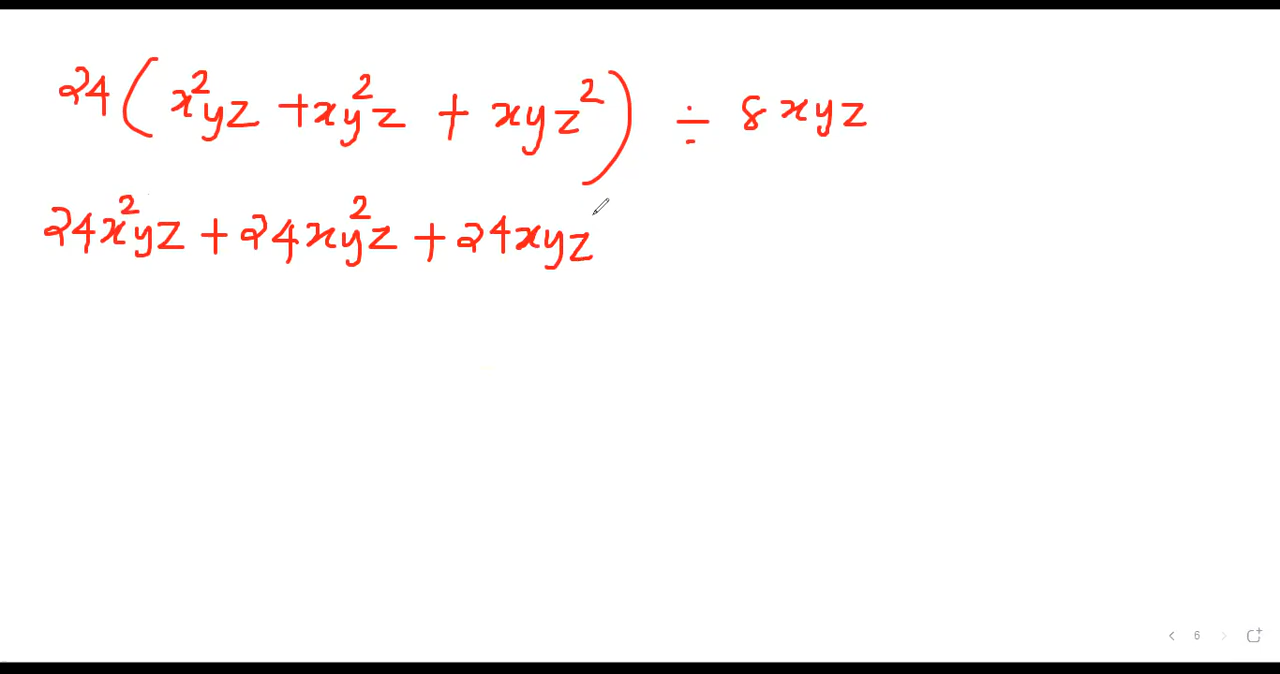 24(x²yz + xy²z + xyz²) ÷ 8xyz
24x²yz + 24xy²z + 24xyz
6